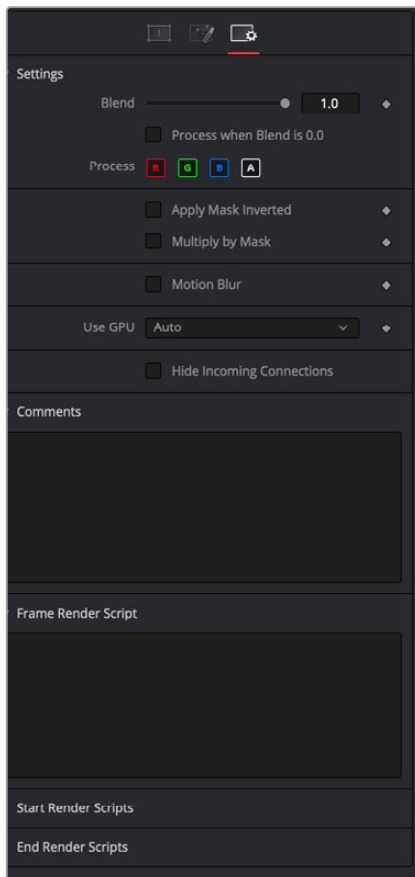 Settings
Blend 1.0
Process when Blend is 0.0
Process R G B A
Apply Mask Inverted
Multiply by Mask
Motion Blur
Use GPU Auto
Hide Incoming Connections
Comments
Frame Render Script
Start Render Scripts
End Render Scripts